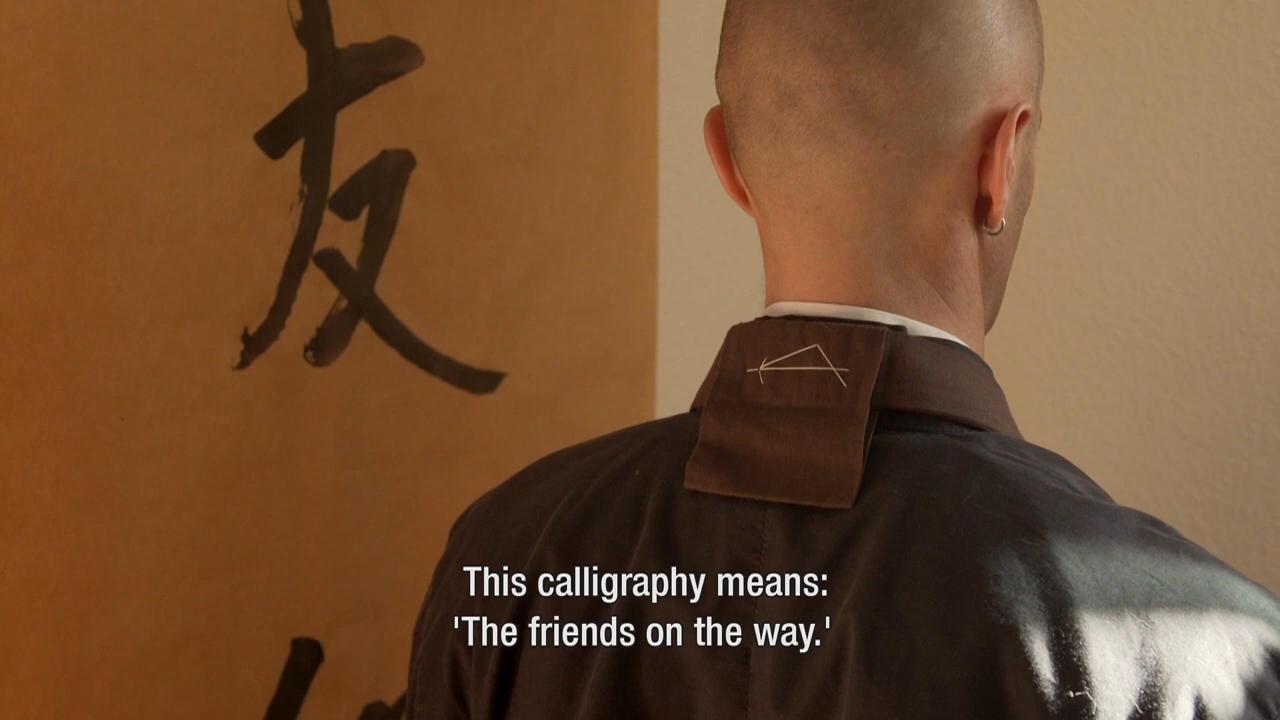 友
This calligraphy means:
'The friends on the way.'